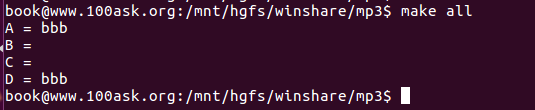 book@www.100ask.org:/mnt/hgfs/winshare/mp3$ make all
A = bbb
B =
C =
D = bbb
book@www.100ask.org:/mnt/hgfs/winshare/mp3$